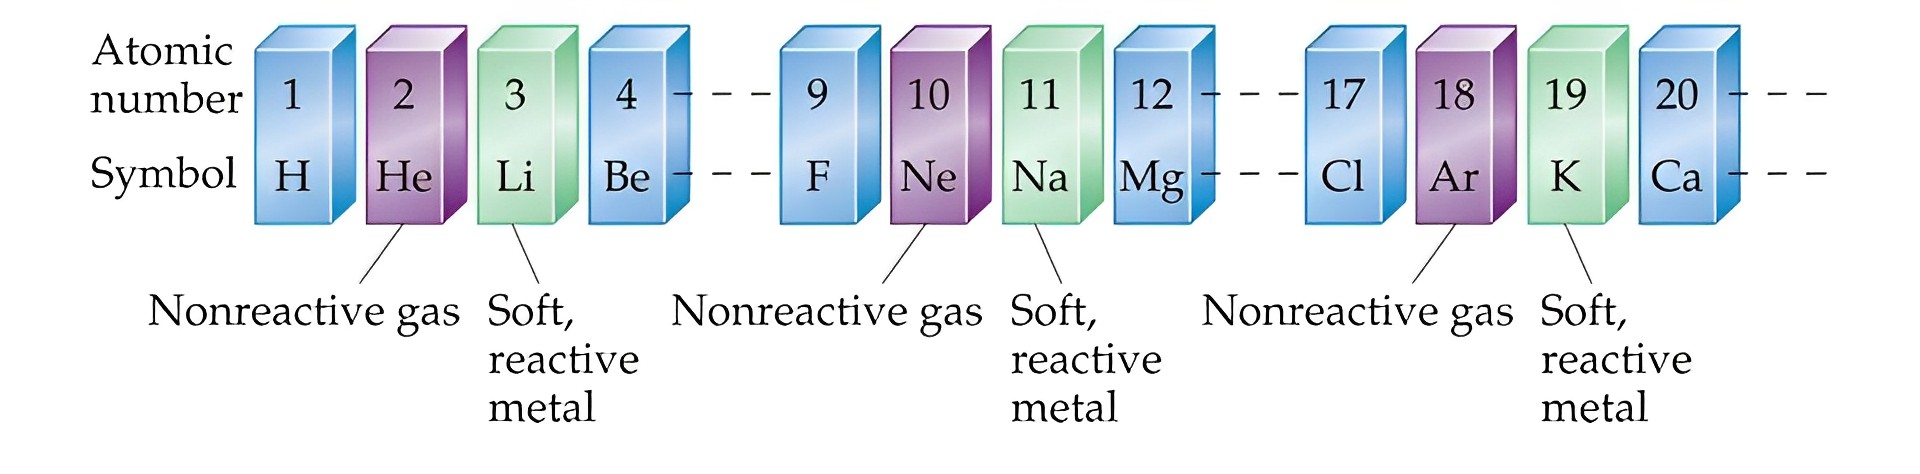 Atomic
number 1 2 3 4 9 10 11 12 17 18 19 20
Symbol H He Li Be F Ne Na Mg Cl Ar K Ca
Nonreactive gas Soft, Nonreactive gas Soft, Nonreactive gas Soft,
reactive reactive reactive
metal metal metal